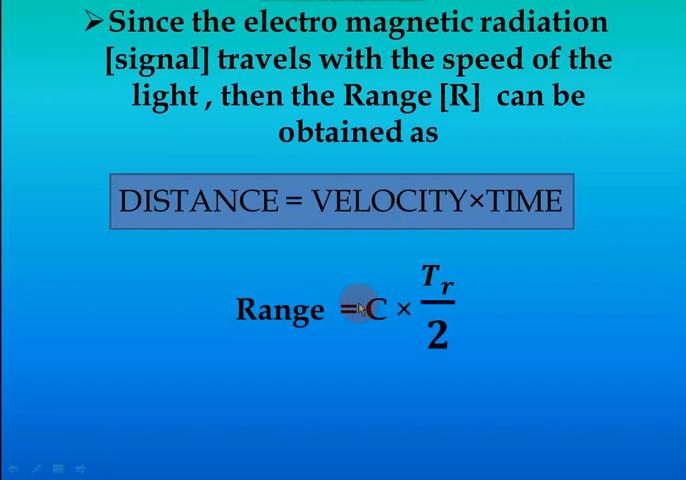 ➢Since the electro magnetic radiation
[signal] travels with the speed of the
light , then the Range [R] can be
obtained as
DISTANCE = VELOCITY×TIME
Range = C × T_r/2